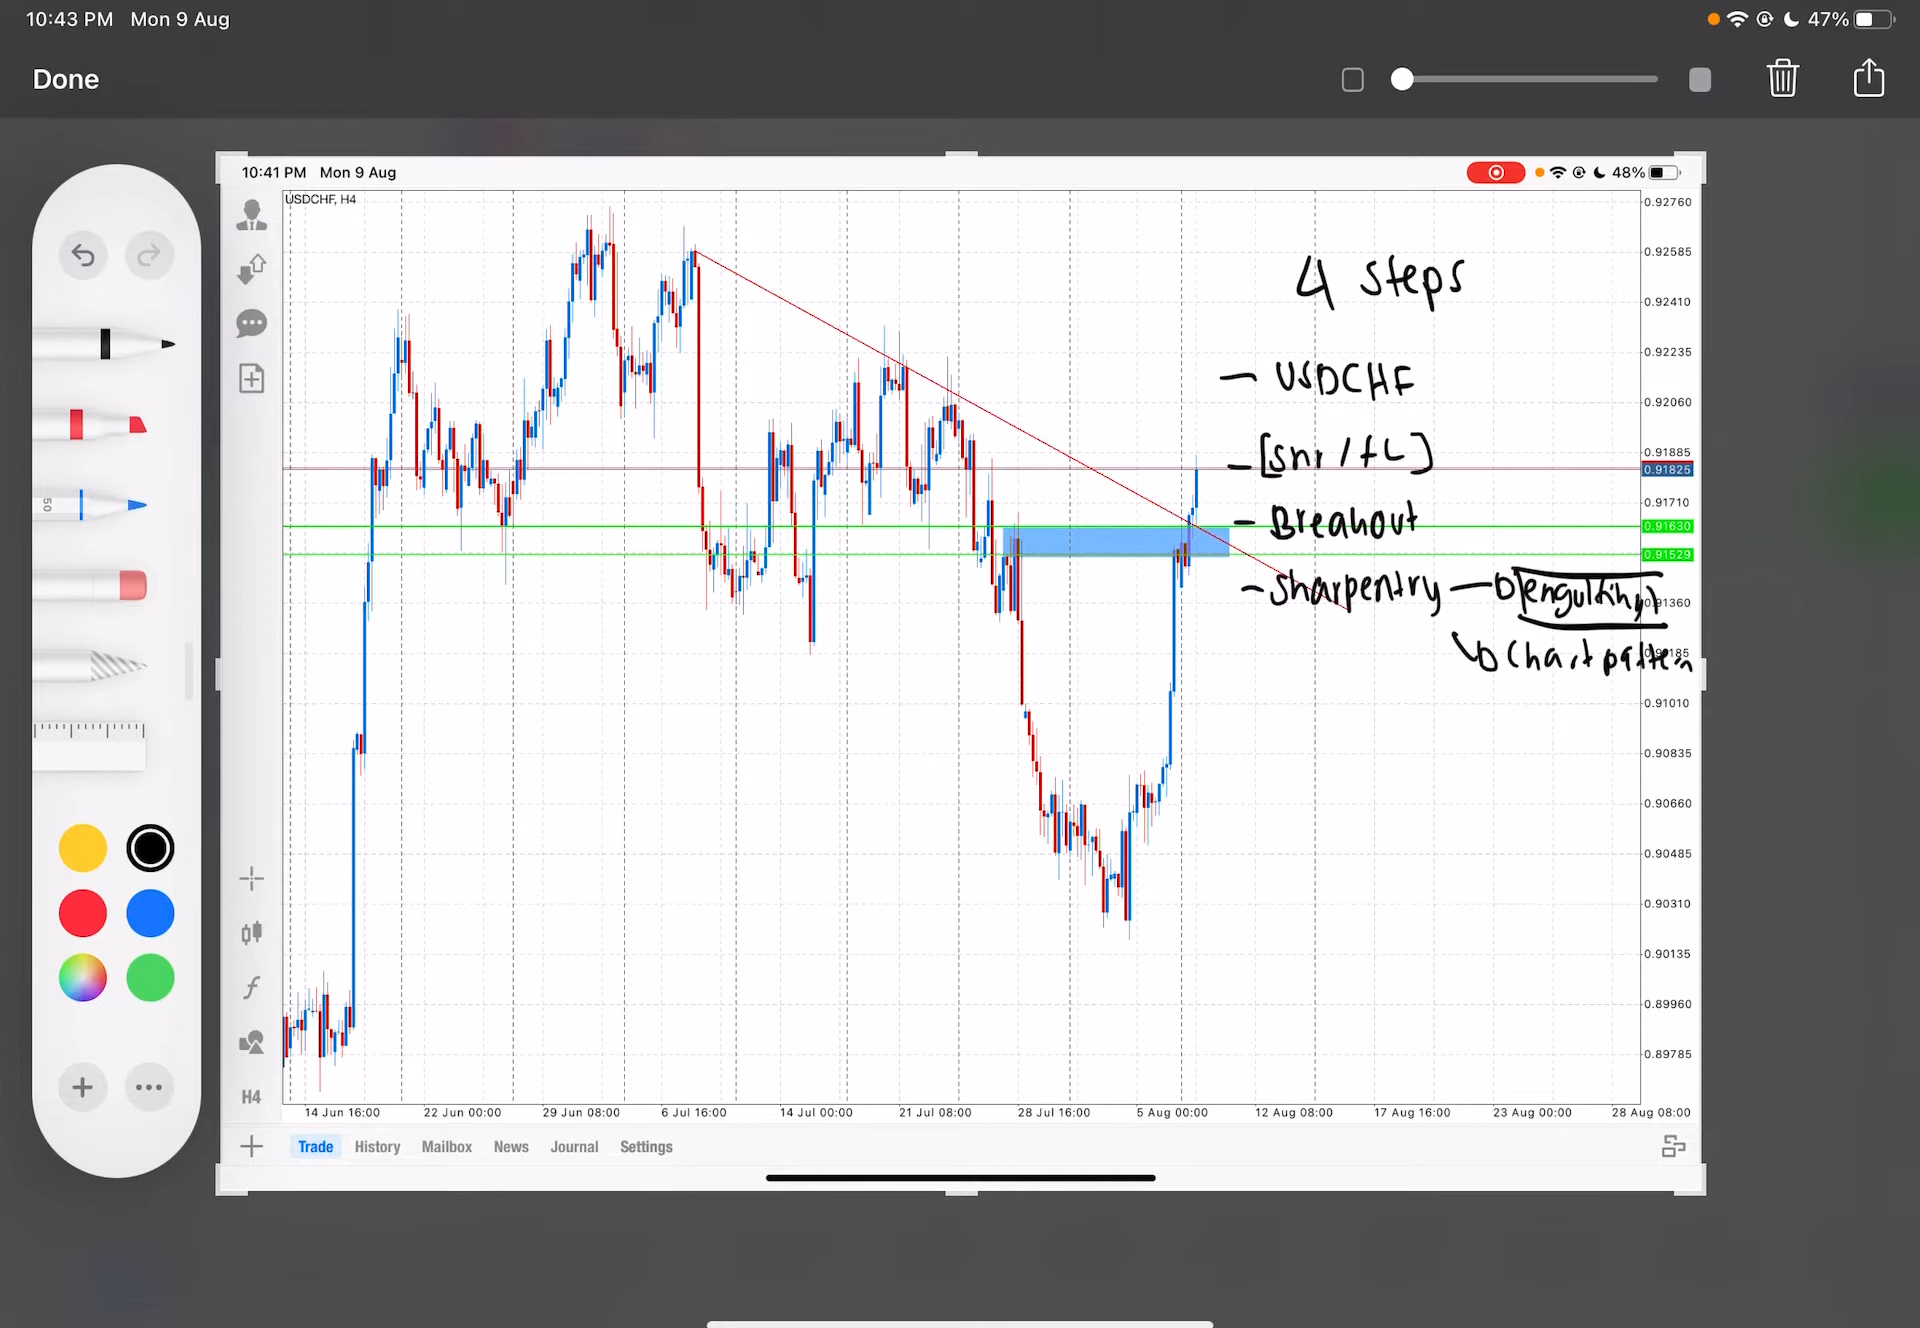 10:43 PM Mon 9 Aug
47%
Done
10:41 PM Mon 9 Aug
48%
USDCHF, H4
0.92760
0.92585
4 steps
0.92410
0.92235
- USDCHF
0.92060
- [Snr / fL]
0.91885
0.91825
0.91710
- Breakout
0.91630
0.91529
50
- Sharpentry
0.91360
Chart pattern
0.91010
0.90835
0.90660
0.90485
0.90310
0.90135
0.89960
0.89785
H4
14 Jun 16:00 22 Jun 00:00 29 Jun 08:00 6 Jul 16:00 14 Jul 00:00 21 Jul 08:00 28 Jul 16:00 5 Aug 00:00 12 Aug 08:00 17 Aug 16:00 23 Aug 00:00 28 Aug 08:00
Trade History Mailbox News Journal Settings